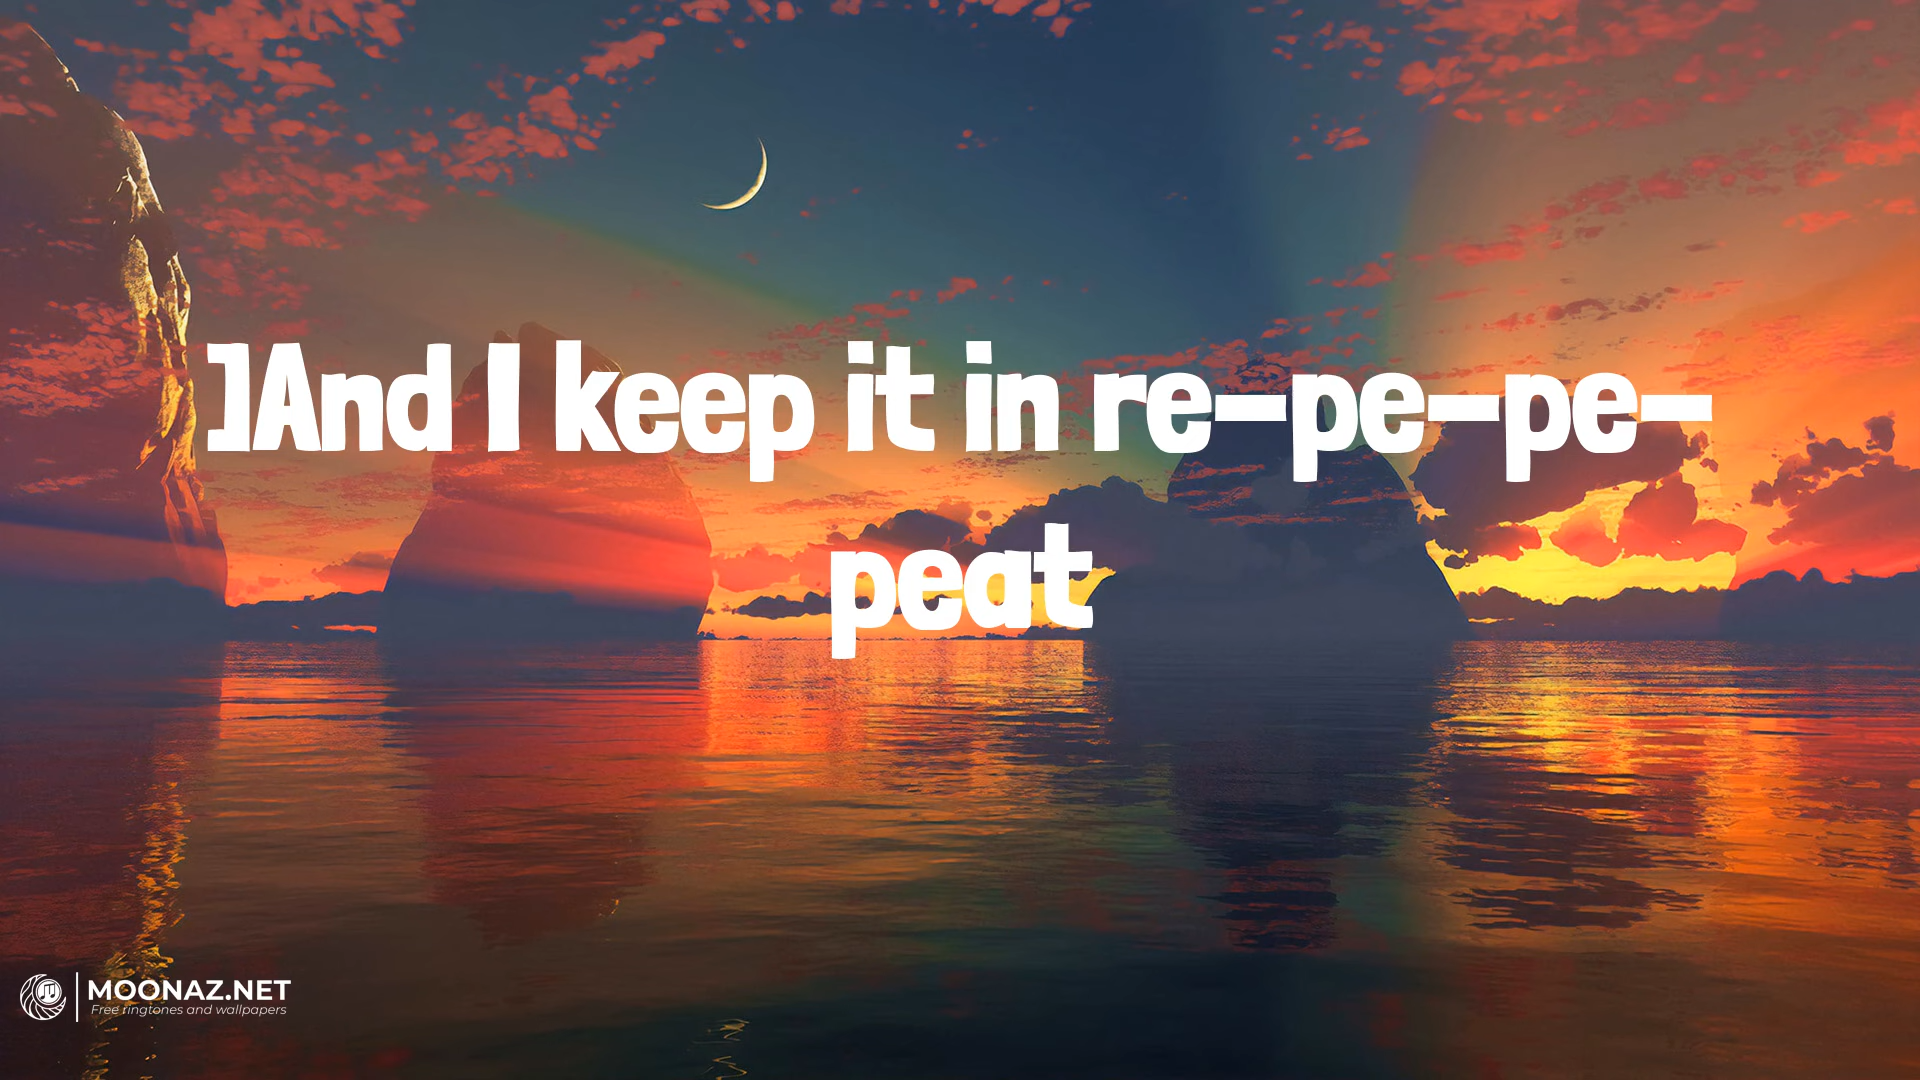 ]And I keep it in re-pe-pe-
peat
MOONAZ.NET
Free ringtones and wallpapers